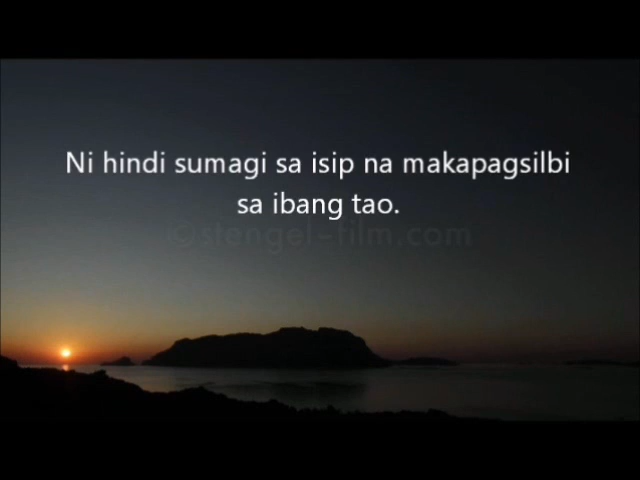 Ni hindi sumagi sa isip na makapagsilbi
sa ibang tao.
©stengel-film.com